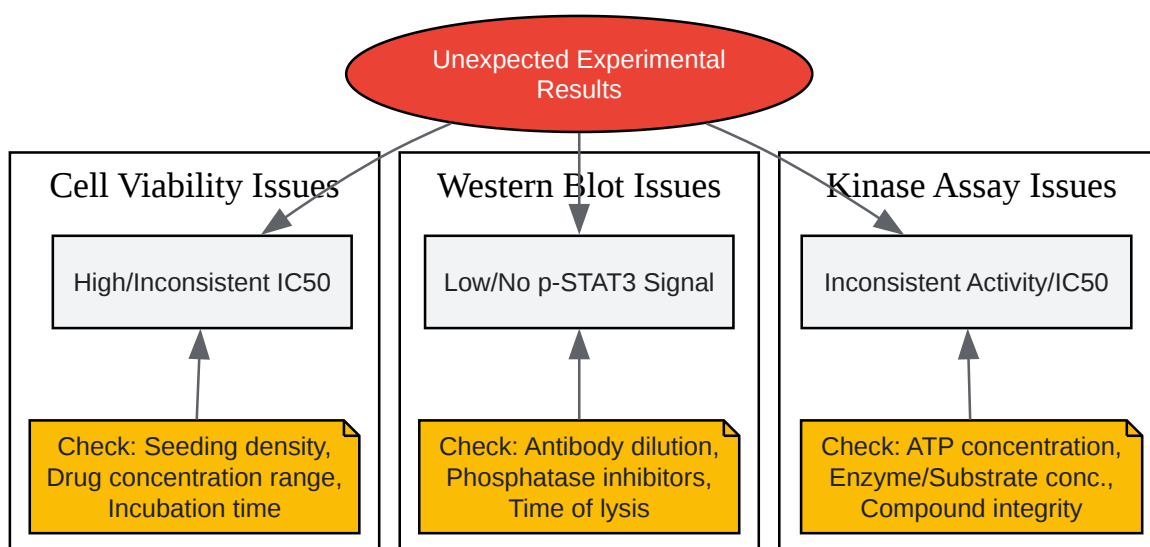 Unexpected Experimental
Results
Cell Viability Issues
High/Inconsistent IC50
Check: Seeding density,
Drug concentration range,
Incubation time
Western Blot Issues
Low/No p-STAT3 Signal
Check: Antibody dilution,
Phosphatase inhibitors,
Time of lysis
Kinase Assay Issues
Inconsistent Activity/IC50
Check: ATP concentration,
Enzyme/Substrate conc.,
Compound integrity